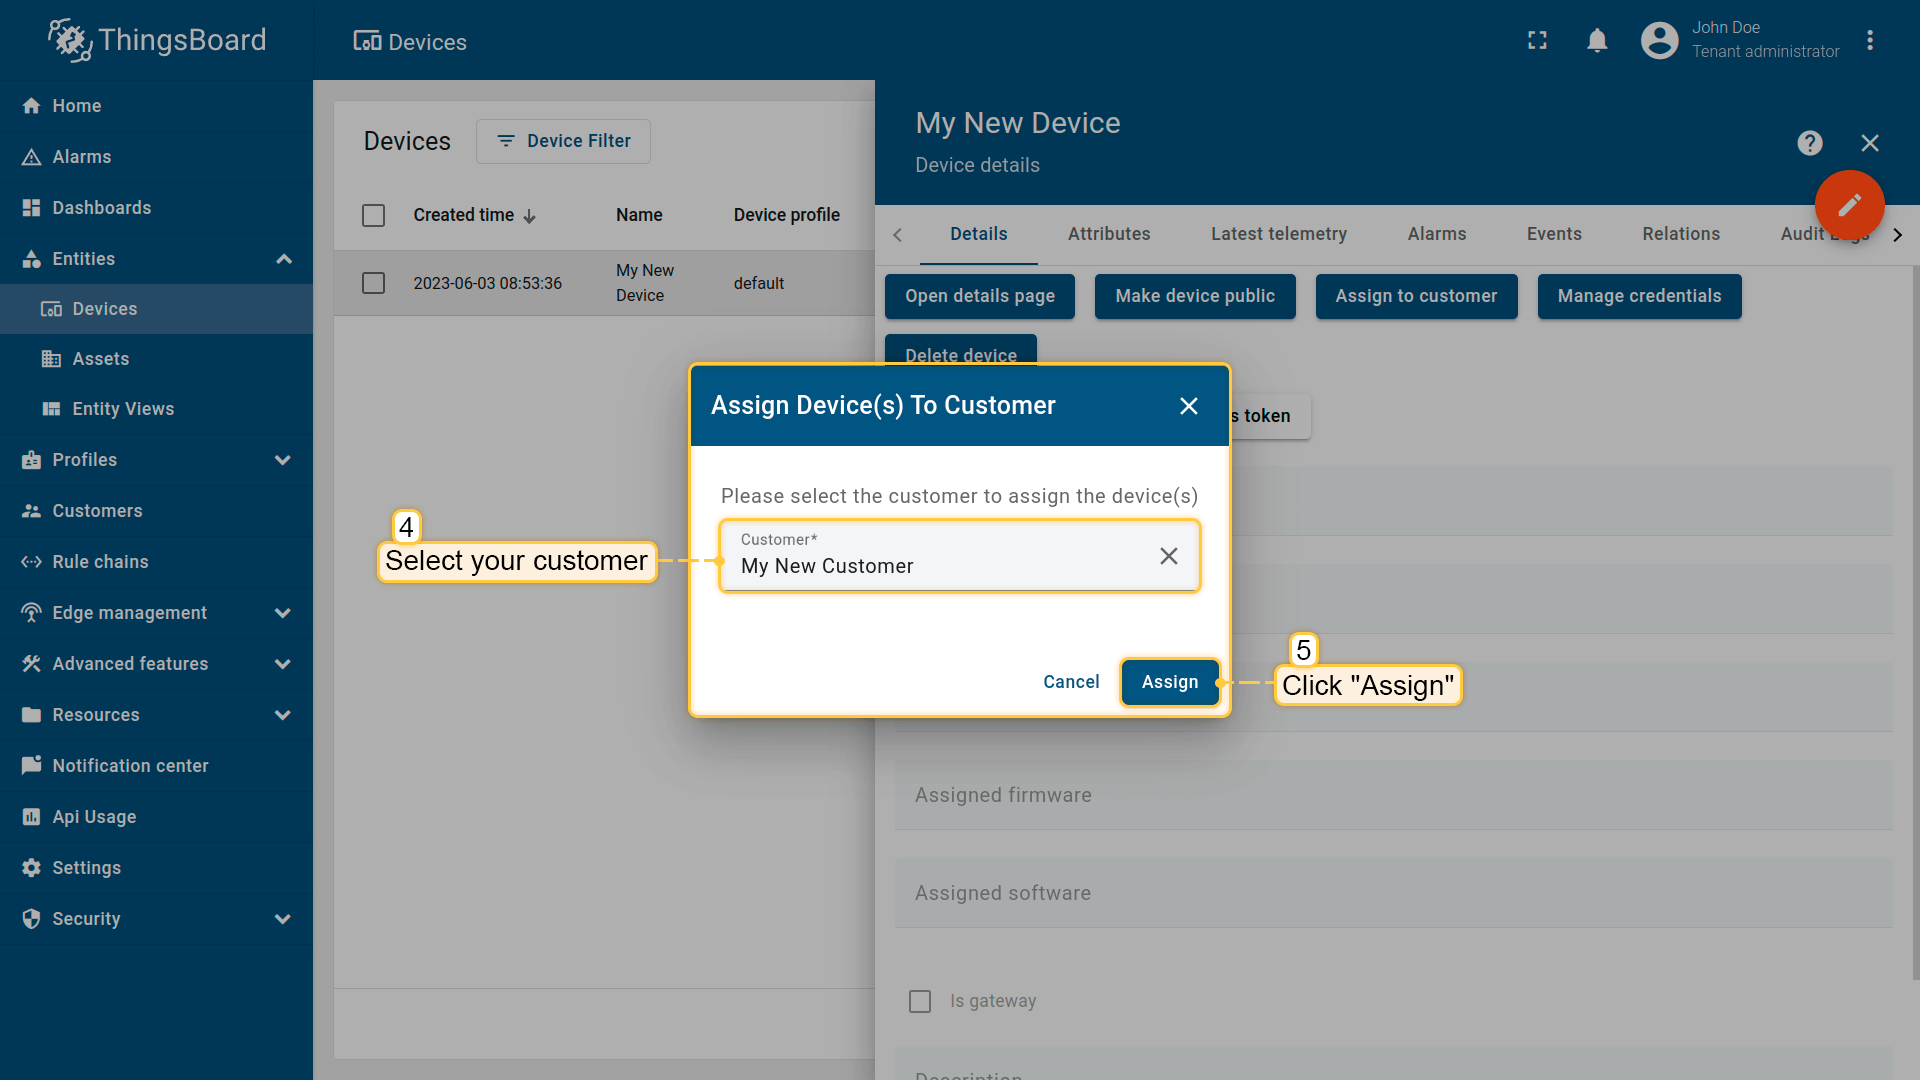 ThingsBoard
Devices
John Doe
Tenant administrator
Home
Alarms
Dashboards
Entities
Devices
Assets
Entity Views
Profiles
Customers
Rule chains
Edge management
Advanced features
Resources
Notification center
Api Usage
Settings
Security
Devices
Device Filter
Created time
Name
Device profile
2023-06-03 08:53:36
My New
Device
default
My New Device
Device details
Details
Attributes
Latest telemetry
Alarms
Events
Relations
Audit Logs
Open details page
Make device public
Assign to customer
Manage credentials
Delete device
s token
Assign Device(s) To Customer
Please select the customer to assign the device(s)
Customer*
My New Customer
Cancel
Assign
4
Select your customer
5
Click "Assign"
Assigned firmware
Assigned software
Is gateway
Description